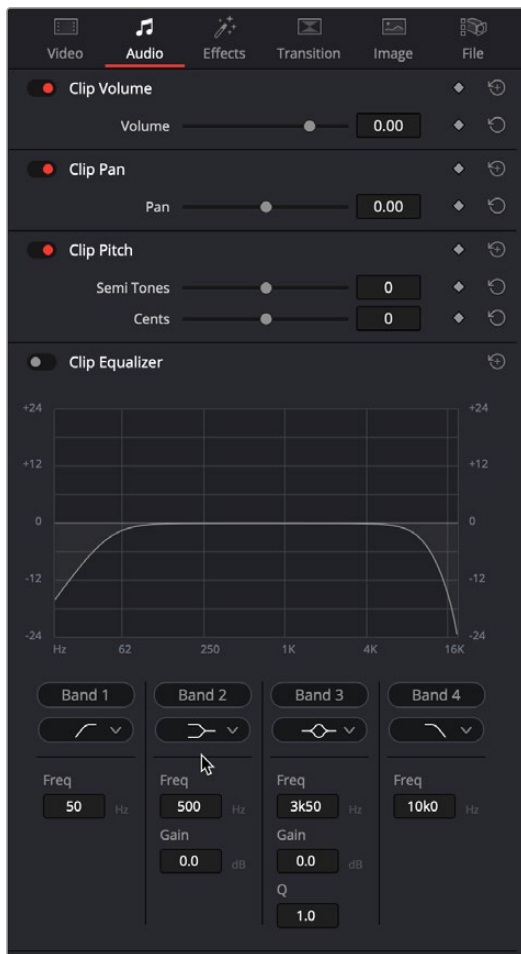 Video Audio Effects Transition Image File
Clip Volume
Volume 0.00
Clip Pan
Pan 0.00
Clip Pitch
Semi Tones 0
Cents 0
Clip Equalizer
+24 +24
+12 +12
0 0
-12 -12
-24 -24
Hz 62 250 1K 4K 16K
Band 1 Band 2 Band 3 Band 4
Freq Freq Freq Freq
50 Hz 500 Hz 3k50 Hz 10k0 Hz
Gain Gain
0.0 dB 0.0 dB
Q
1.0